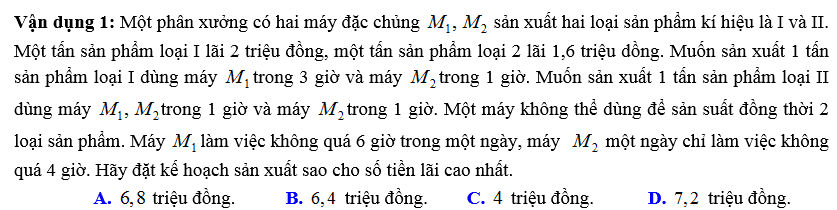 Vận dụng 1: Một phân xưởng có hai máy đặc chủng M₁, M₂ sản xuất hai loại sản phẩm kí hiệu là I và II.
Một tấn sản phẩm loại I lãi 2 triệu đồng, một tấn sản phẩm loại 2 lãi 1,6 triệu dồng. Muốn sản xuất 1 tấn
sản phẩm loại I dùng máy M₁ trong 3 giờ và máy M₂ trong 1 giờ. Muốn sản xuất 1 tấn sản phẩm loại II
dùng máy M₁, M₂ trong 1 giờ và máy M₂ trong 1 giờ. Một máy không thể dùng để sản suất đồng thời 2
loại sản phẩm. Máy M₁ làm việc không quá 6 giờ trong một ngày, máy M₂ một ngày chỉ làm việc không
quá 4 giờ. Hãy đặt kế hoạch sản xuất sao cho số tiền lãi cao nhất.
A. 6,8 triệu đồng. B. 6,4 triệu đồng. C. 4 triệu đồng. D. 7,2 triệu đồng.